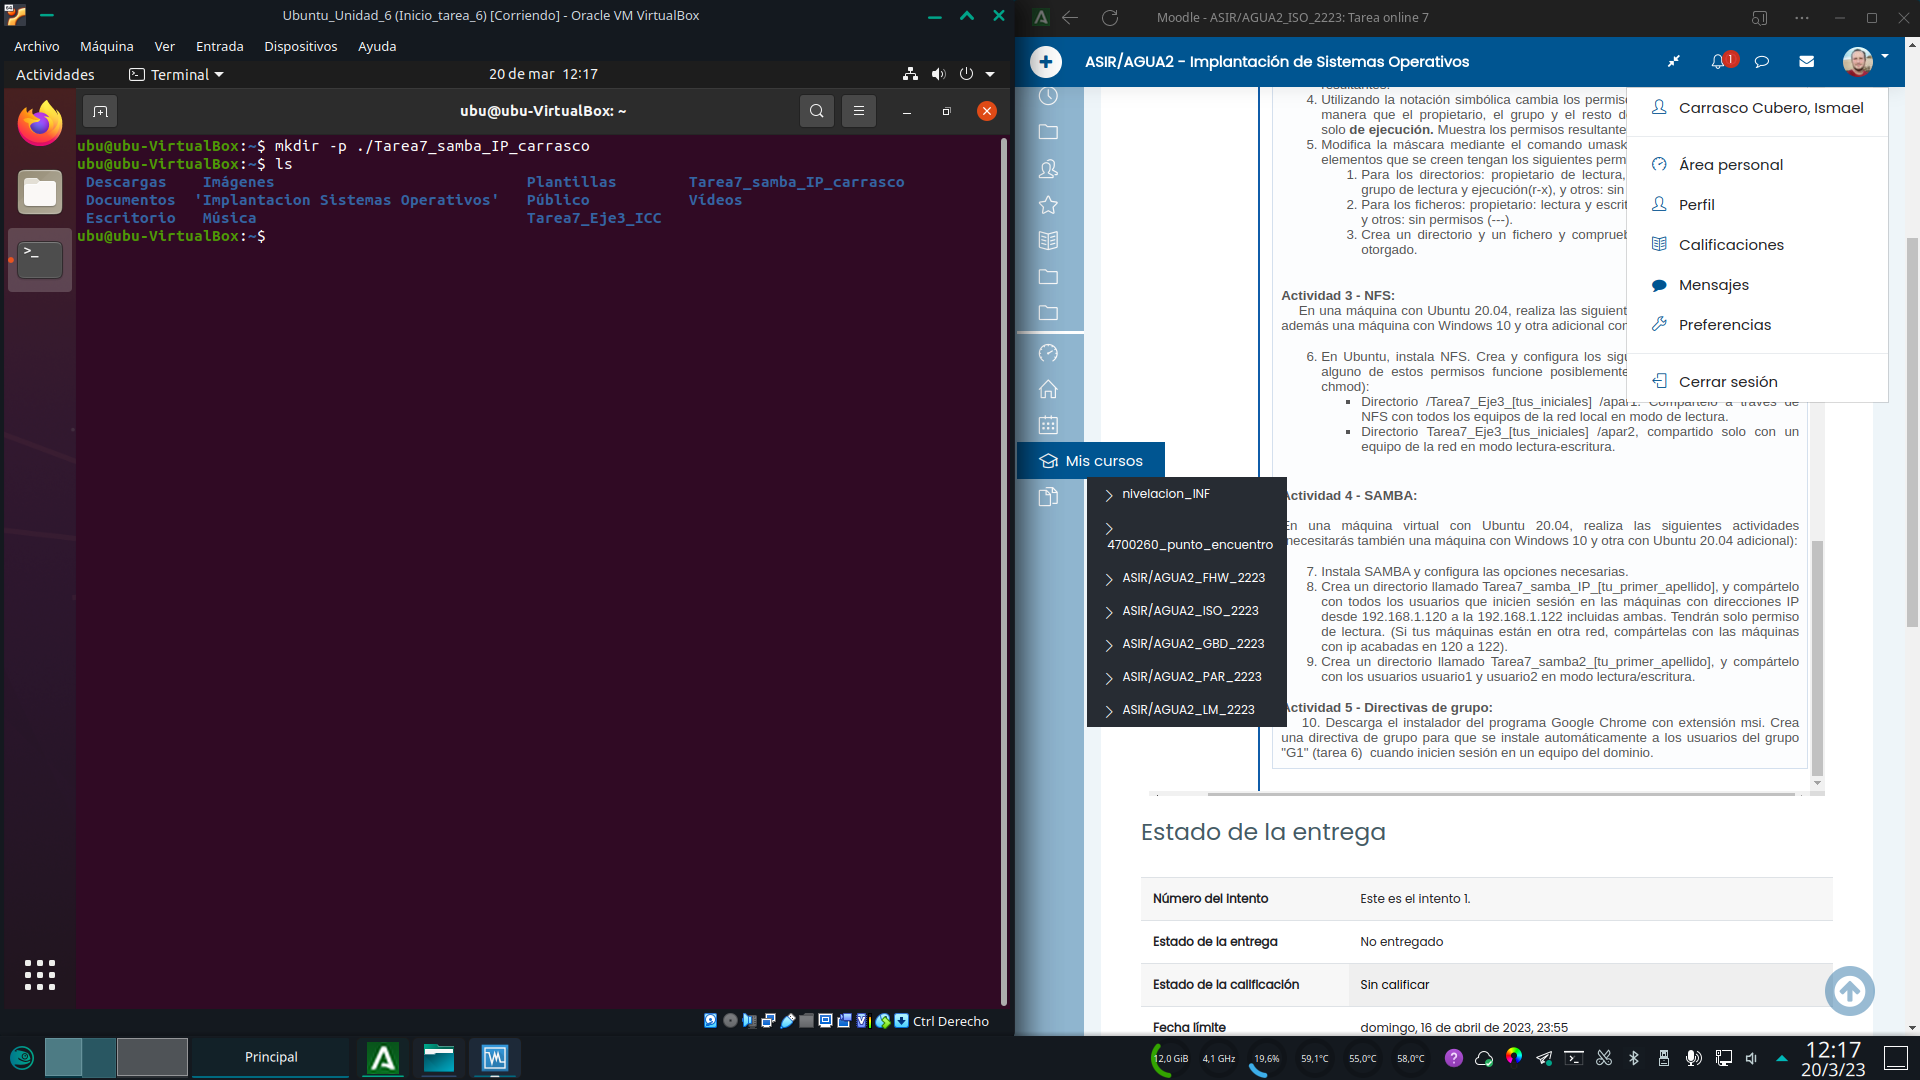 Ubuntu_Unidad_6 (Inicio_tarea_6) [Corriendo] - Oracle VM VirtualBox
Archivo Máquina Ver Entrada Dispositivos Ayuda
Actividades Terminal 20 de mar 12:17
ubu@ubu-VirtualBox: ~
ubu@ubu-VirtualBox:~$ mkdir -p ./Tarea7_samba_IP_carrasco
ubu@ubu-VirtualBox:~$ ls
Descargas Imágenes Plantillas Tarea7_samba_IP_carrasco
Documentos 'Implantacion Sistemas Operativos' Público Vídeos
Escritorio Música Tarea7_Eje3_ICC
ubu@ubu-VirtualBox:~$
Ctrl Derecho
Moodle - ASIR/AGUA2_ISO_2223: Tarea online 7
ASIR/AGUA2 - Implantación de Sistemas Operativos
1
Carrasco Cubero, Ismael
Área personal
Perfil
Calificaciones
Mensajes
Preferencias
Cerrar sesión
resultantes.
4. Utilizando la notación simbólica cambia los permis
manera que el propietario, el grupo y el resto d
solo de ejecución. Muestra los permisos resultante
5. Modifica la máscara mediante el comando umask
elementos que se creen tengan los siguientes perm
1. Para los directorios: propietario de lectura,
grupo de lectura y ejecución(r-x), y otros: sin
2. Para los ficheros: propietario: lectura y escrit
y otros: sin permisos (---).
3. Crea un directorio y un fichero y comprueb
otorgado.
Actividad 3 - NFS:
En una máquina con Ubuntu 20.04, realiza las siguient
además una máquina con Windows 10 y otra adicional con
6. En Ubuntu, instala NFS. Crea y configura los sigu
alguno de estos permisos funcione posiblemente
chmod):
Directorio /Tarea7_Eje3_[tus_iniciales] /apar1. Compártelo a través de
NFS con todos los equipos de la red local en modo de lectura.
Directorio Tarea7_Eje3_[tus_iniciales] /apar2, compartido solo con un
equipo de la red en modo lectura-escritura.
Mis cursos
nivelacion_INF
4700260_punto_encuentro
ASIR/AGUA2_FHW_2223
ASIR/AGUA2_ISO_2223
ASIR/AGUA2_GBD_2223
ASIR/AGUA2_PAR_2223
ASIR/AGUA2_LM_2223
Actividad 4 - SAMBA:
En una máquina virtual con Ubuntu 20.04, realiza las siguientes actividades
necesitarás también una máquina con Windows 10 y otra con Ubuntu 20.04 adicional):
7. Instala SAMBA y configura las opciones necesarias.
8. Crea un directorio llamado Tarea7_samba_IP_[tu_primer_apellido], y compártelo
con todos los usuarios que inicien sesión en las máquinas con direcciones IP
desde 192.168.1.120 a la 192.168.1.122 incluidas ambas. Tendrán solo permiso
de lectura. (Si tus máquinas están en otra red, compártelas con las máquinas
con ip acabadas en 120 a 122).
9. Crea un directorio llamado Tarea7_samba2_[tu_primer_apellido], y compártelo
con los usuarios usuario1 y usuario2 en modo lectura/escritura.
Actividad 5 - Directivas de grupo:
10. Descarga el instalador del programa Google Chrome con extensión msi. Crea
una directiva de grupo para que se instale automáticamente a los usuarios del grupo
"G1" (tarea 6) cuando inicien sesión en un equipo del dominio.
Estado de la entrega
Número del intento Este es el intento 1.
Estado de la entrega No entregado
Estado de la calificación Sin calificar
Fecha límite domingo, 16 de abril de 2023, 23:55
Principal
12,0 GiB 4,1 GHz 19,6% 59,1°C 55,0°C 58,0°C
12:17
20/3/23